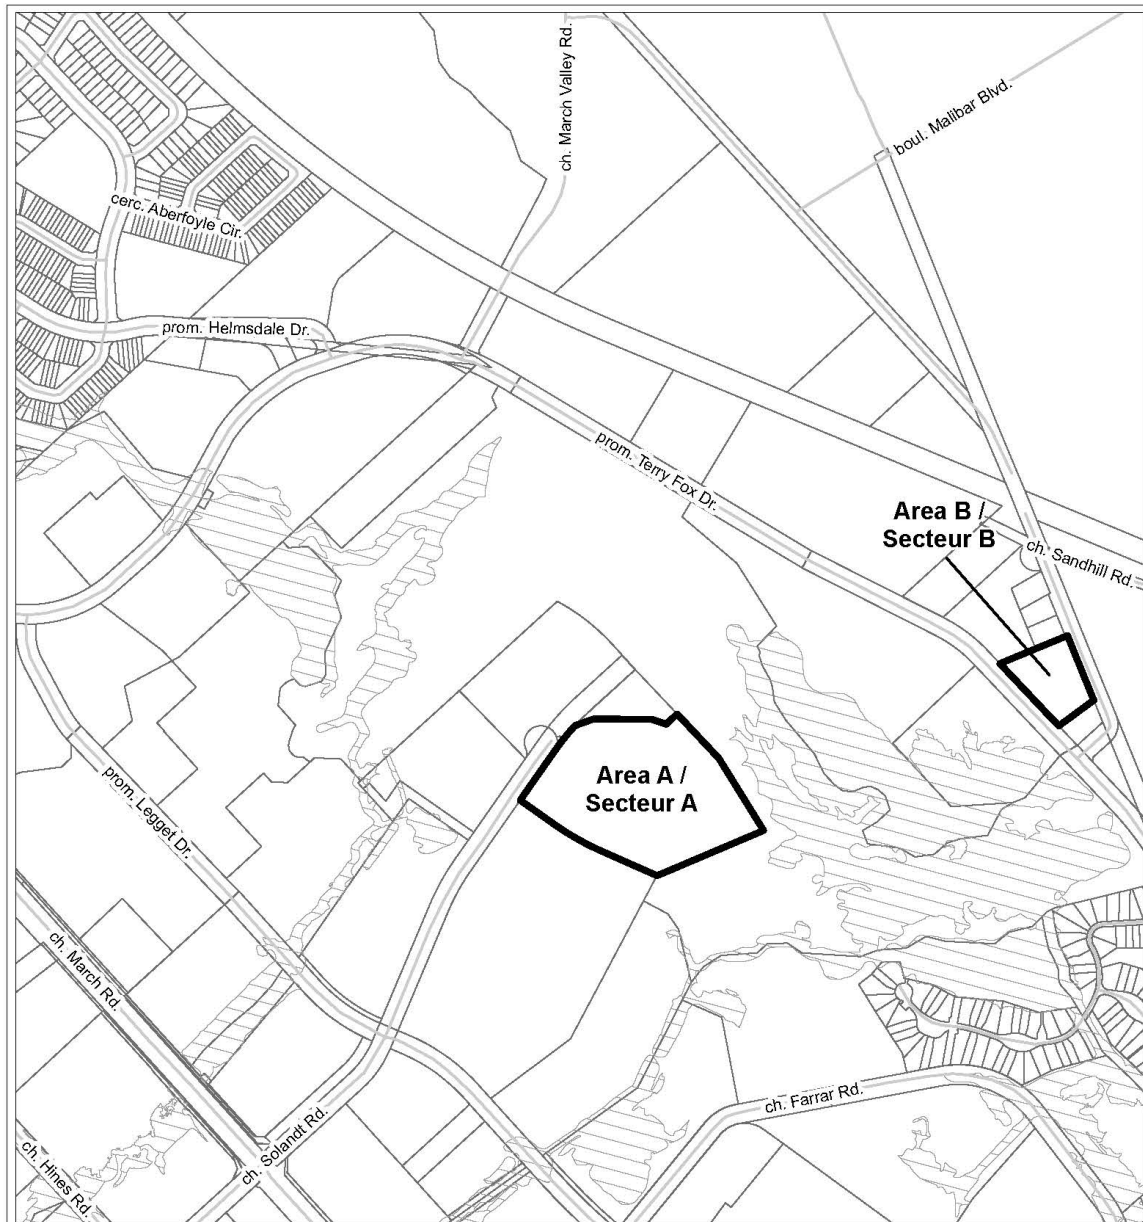 ch. March Valley Rd.
boul. Malibar Blvd.
cerc. Aberfoyle Cir.
prom. Helmsdale Dr.
prom. Terry Fox Dr.
Area B /
Secteur B
ch. Sandhill Rd.
Area A /
Secteur A
prom. Legget Dr.
ch. March Rd.
ch. Farrar Rd.
ch. Solandt Rd.
ch. Hines Rd.